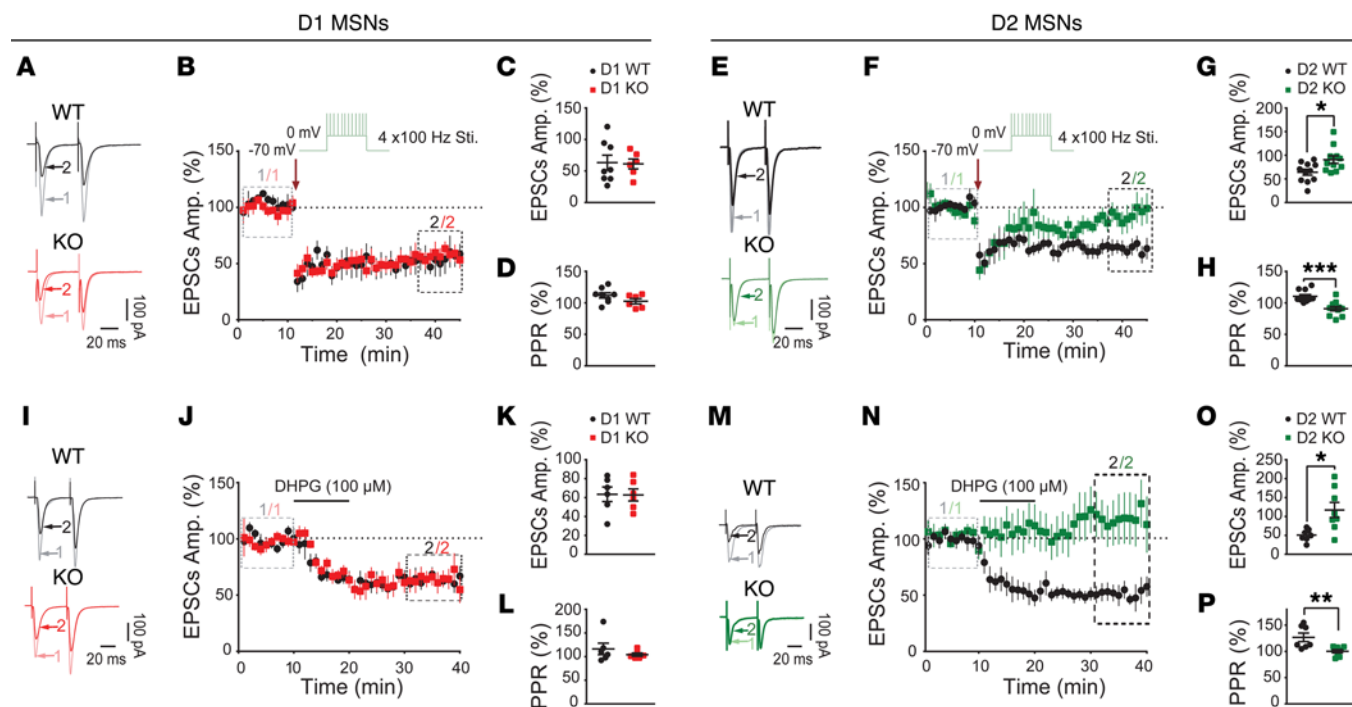 D1 MSNs
D2 MSNs
A
WT
2
1
KO
2
1
100 pA
20 ms
B
0 mV
4 x100 Hz Sti.
-70 mV
1/1
2/2
EPSCs Amp. (%)
150
100
50
0
0
10
20
30
40
Time (min)
C
D1 WT
D1 KO
EPSCs Amp. (%)
150
100
50
0
D
PPR (%)
150
100
50
0
E
WT
2
1
KO
2
1
100 pA
20 ms
F
0 mV
4 x100 Hz Sti.
-70 mV
1/1
2/2
EPSCs Amp. (%)
150
100
50
0
0
10
20
30
40
Time (min)
G
D2 WT
D2 KO
EPSCs Amp. (%)
200
150
100
50
0
*
H
PPR (%)
150
100
50
0
***
I
WT
2
1
KO
2
1
100 pA
20 ms
J
DHPG (100 μM)
1/1
2/2
EPSCs Amp. (%)
150
100
50
0
0
10
20
30
40
Time (min)
K
D1 WT
D1 KO
EPSCs Amp. (%)
100
80
60
40
20
0
L
PPR (%)
200
150
100
50
0
M
WT
2
1
KO
2
1
100 pA
20 ms
N
DHPG (100 μM)
1/1
2/2
EPSCs Amp. (%)
150
100
50
0
0
10
20
30
40
Time (min)
O
D2 WT
D2 KO
EPSCs Amp. (%)
250
200
150
100
50
0
*
P
PPR (%)
150
100
50
0
**